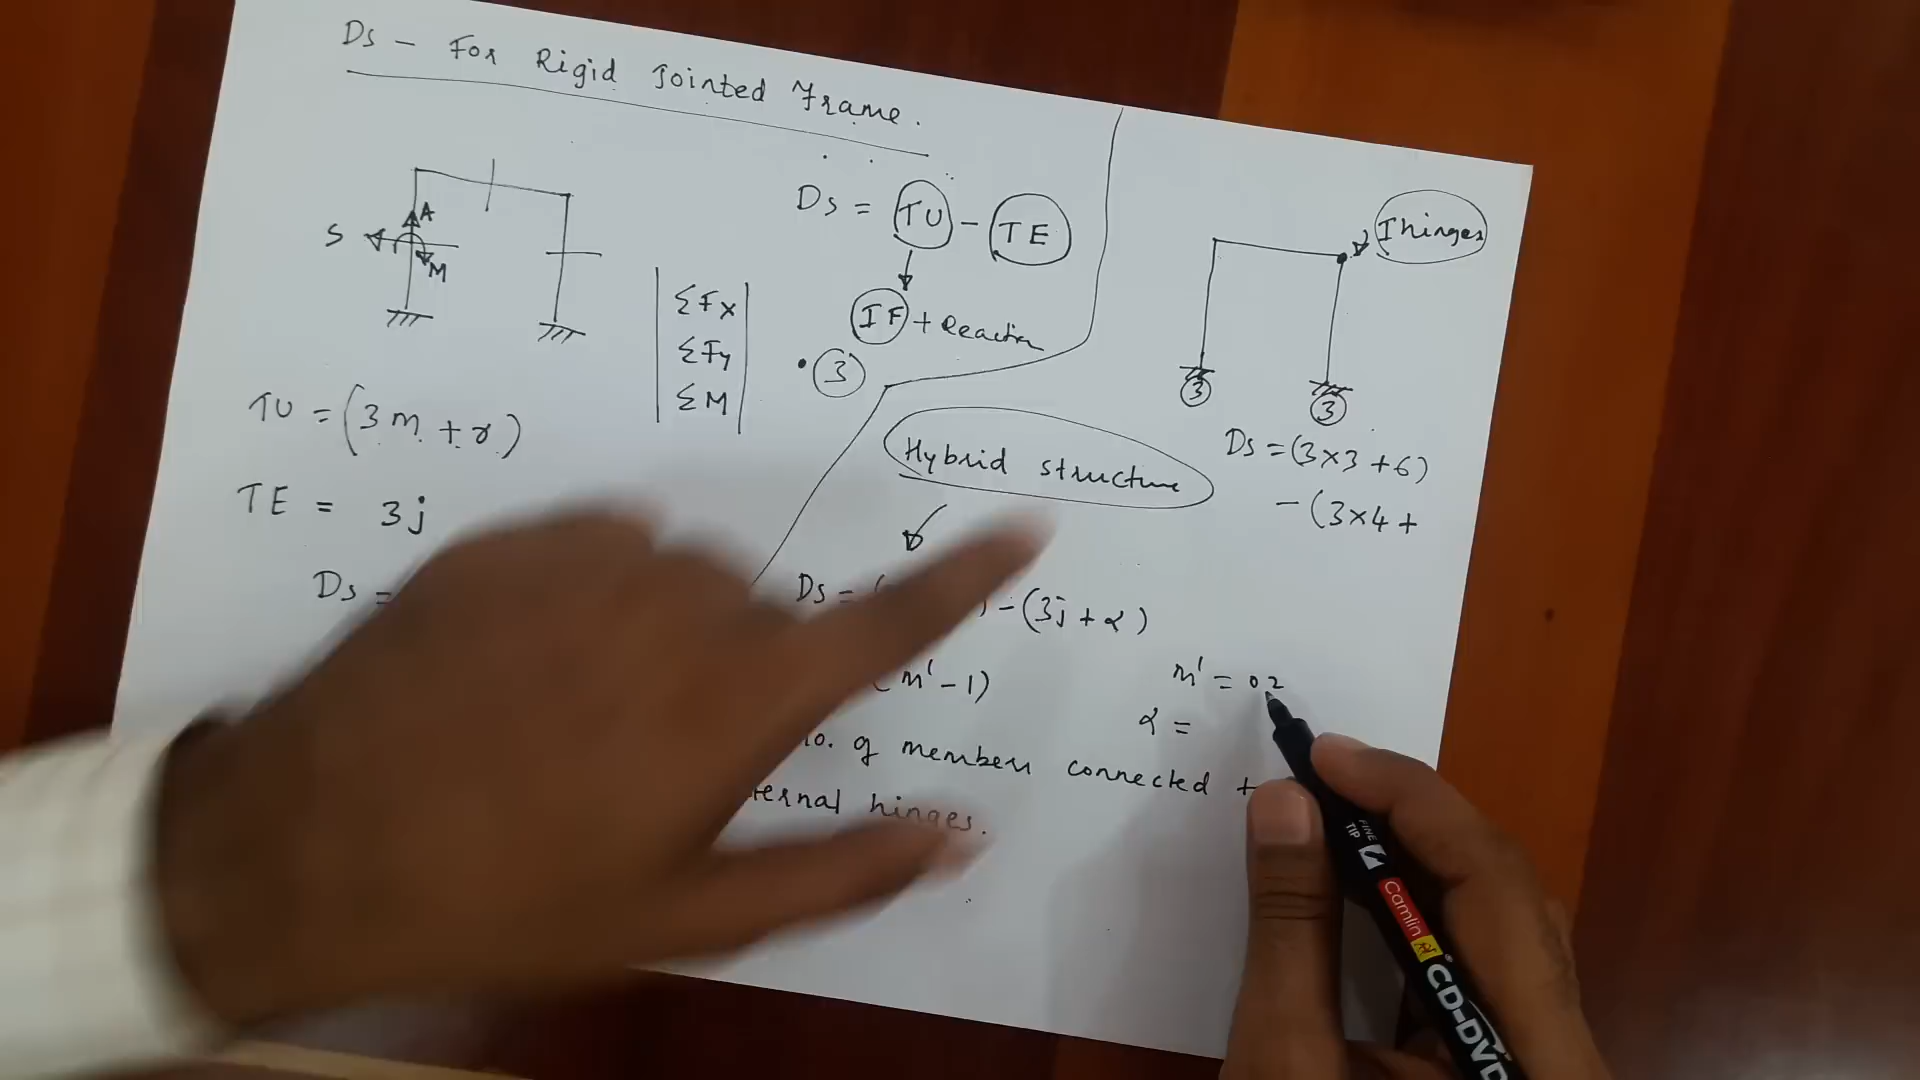 Ds - For Rigid Jointed Frame.
A
S
M
Ds = TU - TE
IF + Reaction
3
ΣFx
ΣFy
ΣM
TU = (3m + r)
TE = 3j
Ds =
I hinges
3
3
Ds = (3×3 + 6)
- (3×4 +
Hybrid structure
Ds = ( ) - (3j + α)
(m' - 1)
m' = 02
α =
no. of members connected
hinges.
FINE
TIP
Camlin
CD-DVD